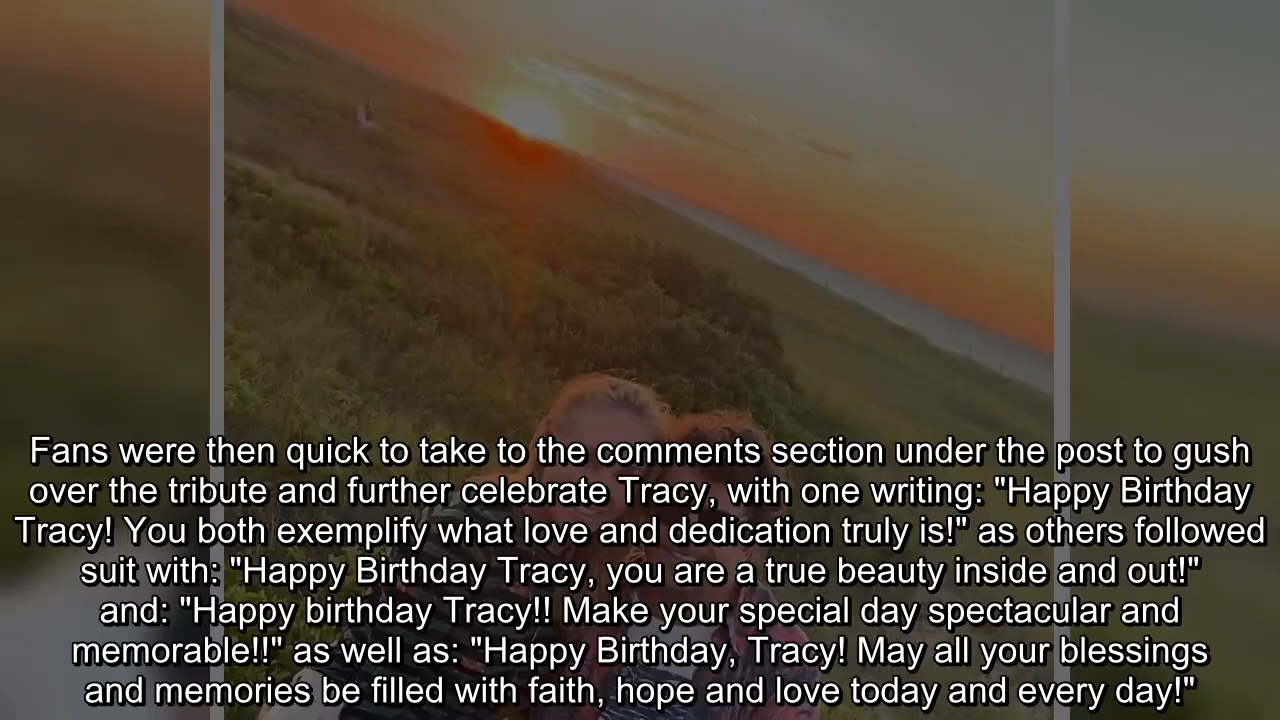 Fans were then quick to take to the comments section under the post to gush
over the tribute and further celebrate Tracy, with one writing: "Happy Birthday
Tracy! You both exemplify what love and dedication truly is!" as others followed
suit with: "Happy Birthday Tracy, you are a true beauty inside and out!"
and: "Happy birthday Tracy!! Make your special day spectacular and
memorable!!" as well as: "Happy Birthday, Tracy! May all your blessings
and memories be filled with faith, hope and love today and every day!"